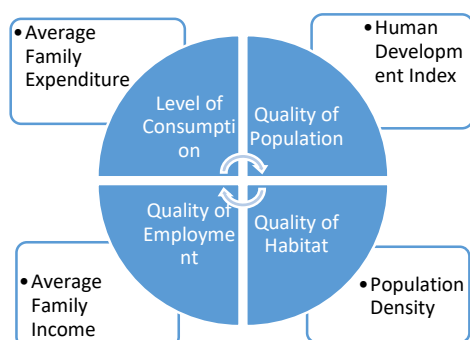 •Average
Family
Expenditure
•Human
Developm
ent Index
Level of
Consumpti
on
Quality of
Population
Quality of
Employme
nt
Quality of
Habitat
•Average
Family
Income
•Population
Density